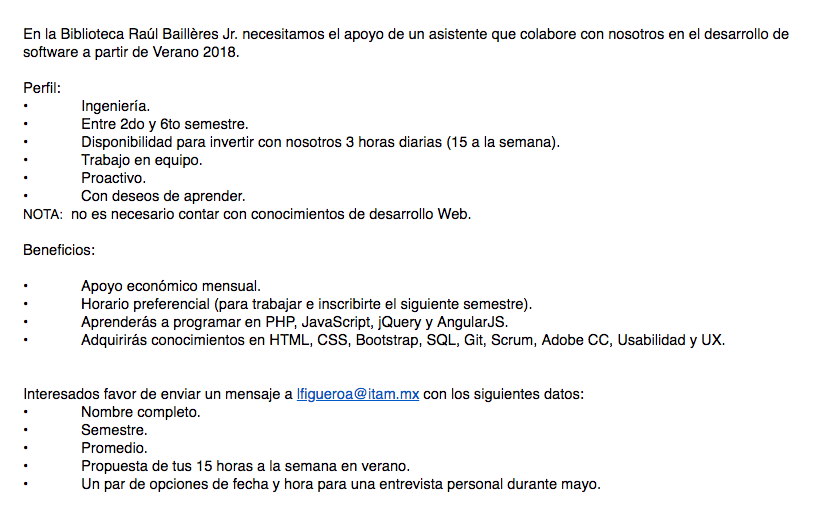 En la Biblioteca Raúl Baillères Jr. necesitamos el apoyo de un asistente que colabore con nosotros en el desarrollo de
software a partir de Verano 2018.
Perfil:
• Ingeniería.
• Entre 2do y 6to semestre.
• Disponibilidad para invertir con nosotros 3 horas diarias (15 a la semana).
• Trabajo en equipo.
• Proactivo.
• Con deseos de aprender.
NOTA: no es necesario contar con conocimientos de desarrollo Web.
Beneficios:
• Apoyo económico mensual.
• Horario preferencial (para trabajar e inscribirte el siguiente semestre).
• Aprenderás a programar en PHP, JavaScript, jQuery y AngularJS.
• Adquirirás conocimientos en HTML, CSS, Bootstrap, SQL, Git, Scrum, Adobe CC, Usabilidad y UX.
Interesados favor de enviar un mensaje a lfigueroa@itam.mx con los siguientes datos:
• Nombre completo.
• Semestre.
• Promedio.
• Propuesta de tus 15 horas a la semana en verano.
• Un par de opciones de fecha y hora para una entrevista personal durante mayo.